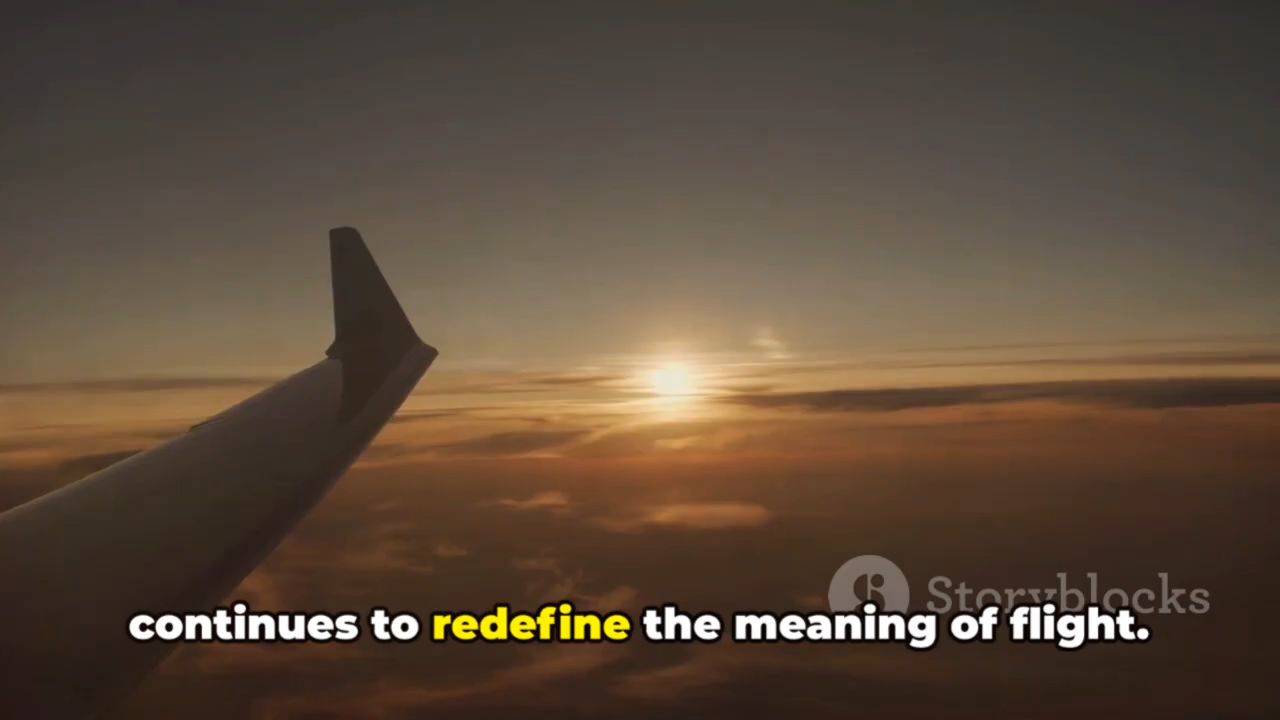 Storyblocks
continues to redefine the meaning of flight.